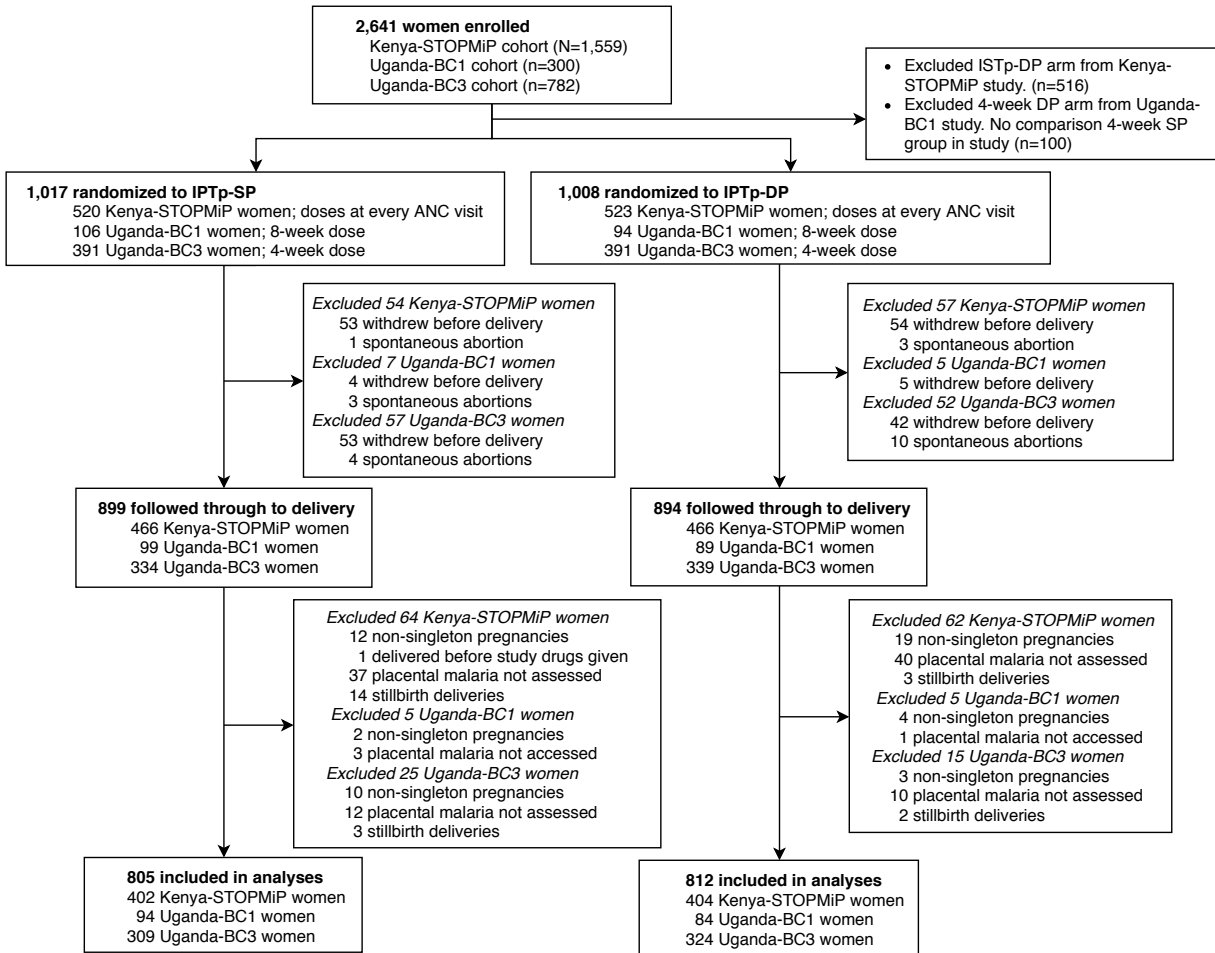 2,641 women enrolled
Kenya-STOPMiP cohort (N=1,559)
Uganda-BC1 cohort (n=300)
Uganda-BC3 cohort (n=782)
• Excluded ISTp-DP arm from Kenya-
STOPMiP study. (n=516)
• Excluded 4-week DP arm from Uganda-
BC1 study. No comparison 4-week SP
group in study (n=100)
1,017 randomized to IPTp-SP
520 Kenya-STOPMiP women; doses at every ANC visit
106 Uganda-BC1 women; 8-week dose
391 Uganda-BC3 women; 4-week dose
1,008 randomized to IPTp-DP
523 Kenya-STOPMiP women; doses at every ANC visit
94 Uganda-BC1 women; 8-week dose
391 Uganda-BC3 women; 4-week dose
Excluded 54 Kenya-STOPMiP women
53 withdrew before delivery
1 spontaneous abortion
Excluded 7 Uganda-BC1 women
4 withdrew before delivery
3 spontaneous abortions
Excluded 57 Uganda-BC3 women
53 withdrew before delivery
4 spontaneous abortions
Excluded 57 Kenya-STOPMiP women
54 withdrew before delivery
3 spontaneous abortion
Excluded 5 Uganda-BC1 women
5 withdrew before delivery
Excluded 52 Uganda-BC3 women
42 withdrew before delivery
10 spontaneous abortions
899 followed through to delivery
466 Kenya-STOPMiP women
99 Uganda-BC1 women
334 Uganda-BC3 women
894 followed through to delivery
466 Kenya-STOPMiP women
89 Uganda-BC1 women
339 Uganda-BC3 women
Excluded 64 Kenya-STOPMiP women
12 non-singleton pregnancies
1 delivered before study drugs given
37 placental malaria not assessed
14 stillbirth deliveries
Excluded 5 Uganda-BC1 women
2 non-singleton pregnancies
3 placental malaria not accessed
Excluded 25 Uganda-BC3 women
10 non-singleton pregnancies
12 placental malaria not assessed
3 stillbirth deliveries
Excluded 62 Kenya-STOPMiP women
19 non-singleton pregnancies
40 placental malaria not assessed
3 stillbirth deliveries
Excluded 5 Uganda-BC1 women
4 non-singleton pregnancies
1 placental malaria not accessed
Excluded 15 Uganda-BC3 women
3 non-singleton pregnancies
10 placental malaria not assessed
2 stillbirth deliveries
805 included in analyses
402 Kenya-STOPMiP women
94 Uganda-BC1 women
309 Uganda-BC3 women
812 included in analyses
404 Kenya-STOPMiP women
84 Uganda-BC1 women
324 Uganda-BC3 women